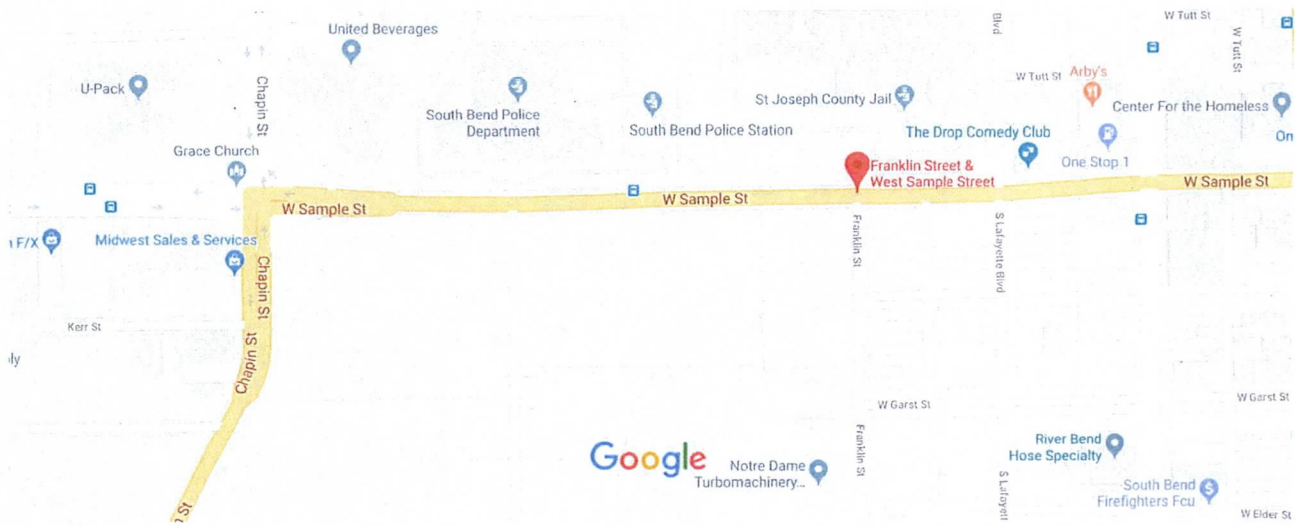 W Tutt St
Blvd
United Beverages
W Tutt St
Chapin St
U-Pack
W Tutt St
Arby's
South Bend Police
Department
South Bend Police Station
St Joseph County Jail
Center For the Homeless
On
Grace Church
The Drop Comedy Club
One Stop 1
Franklin Street &
West Sample Street
W Sample St
W Sample St
W Sample St
F/X
Midwest Sales & Services
Chapin St
Franklin St
S Lafayette Blvd
Kerr St
Chapin St
W Garst St
W Garst St
Franklin St
Google
Notre Dame
Turbomachinery...
River Bend
Hose Specialty
S Lafayett
South Bend
Firefighters Fcu
St
W Elder St